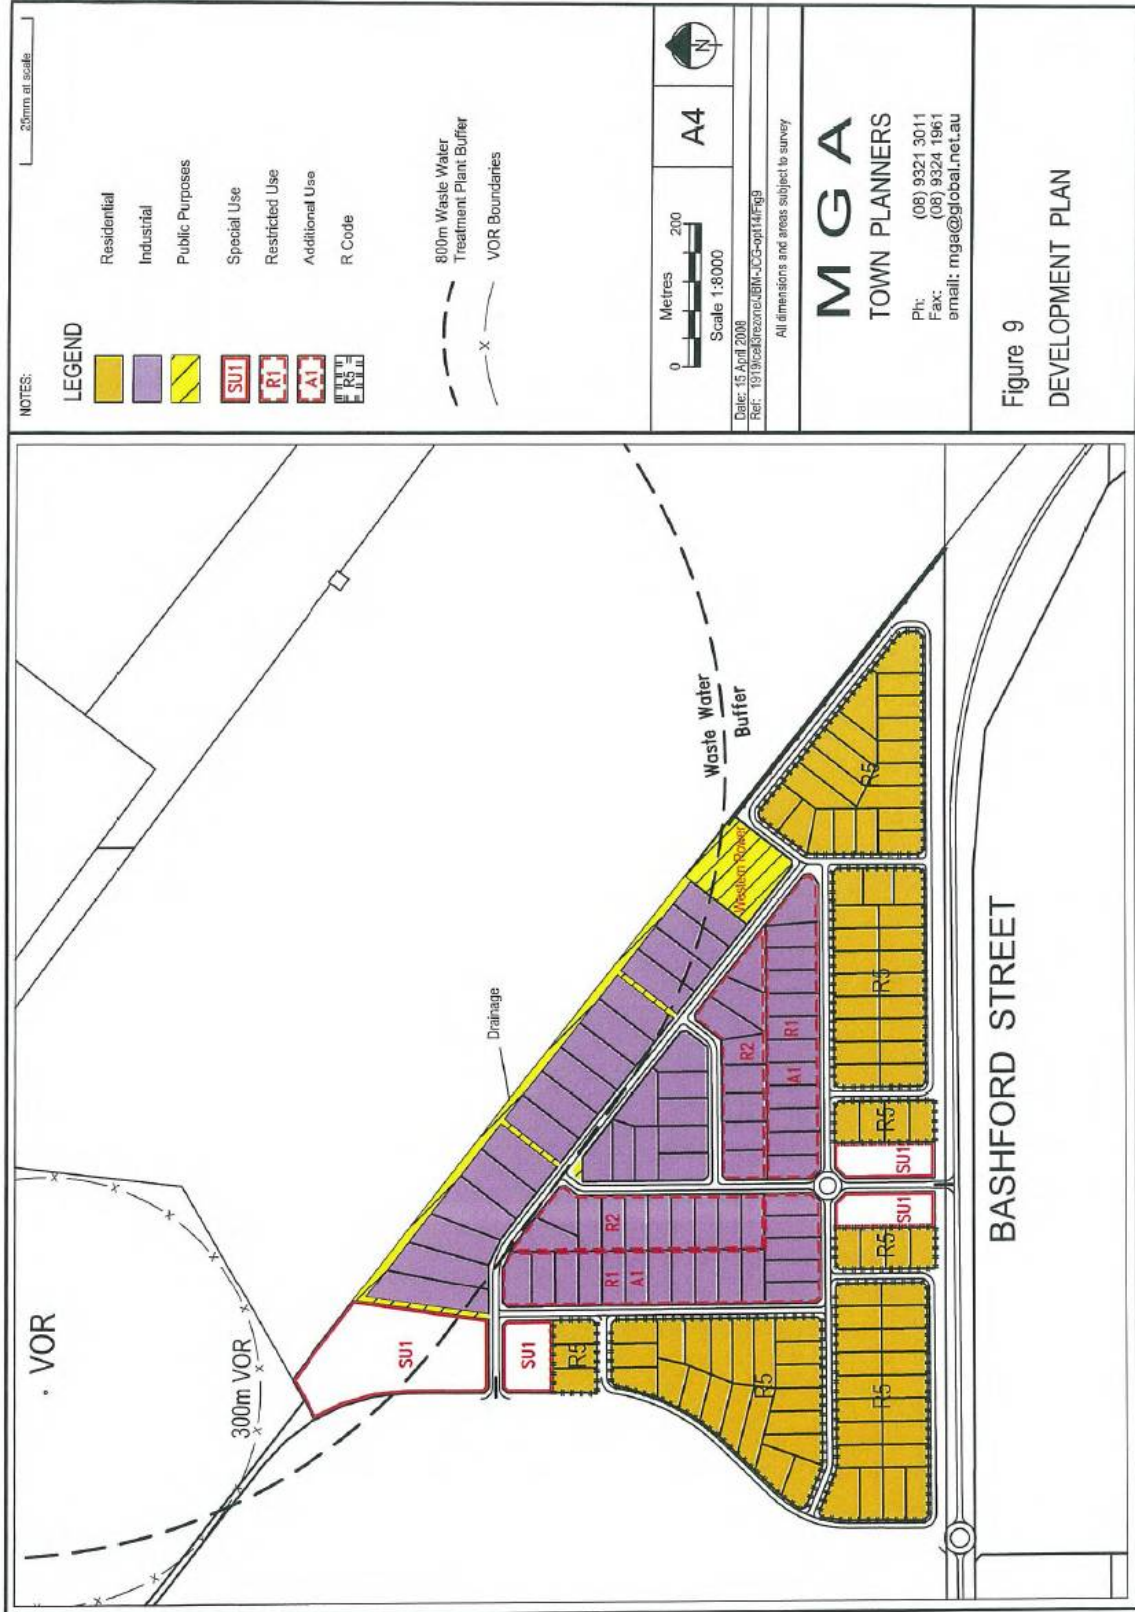 VOR
300m VOR
SU1
SU1
R5
R5
R5
Drainage
R1
A1
R2
R2
A1
R1
Western Power
Waste Water
Buffer
R5
SU1
SU1
R5
R5
R5
BASHFORD STREET
NOTES:
25mm at scale
LEGEND
Residential
Industrial
Public Purposes
SU1 Special Use
R1 Restricted Use
A1 Additional Use
R5 R Code
800m Waste Water
Treatment Plant Buffer
X VOR Boundaries
0 Metres 200
Scale 1:8000
A4
N
Date: 15 April 2008
Ref: 1919/cell3rezone/JBM-JCG-opt14/Fig9
All dimensions and areas subject to survey
M G A
TOWN PLANNERS
Ph: (08) 9321 3011
Fax: (08) 9324 1961
email: mga@global.net.au
Figure 9
DEVELOPMENT PLAN